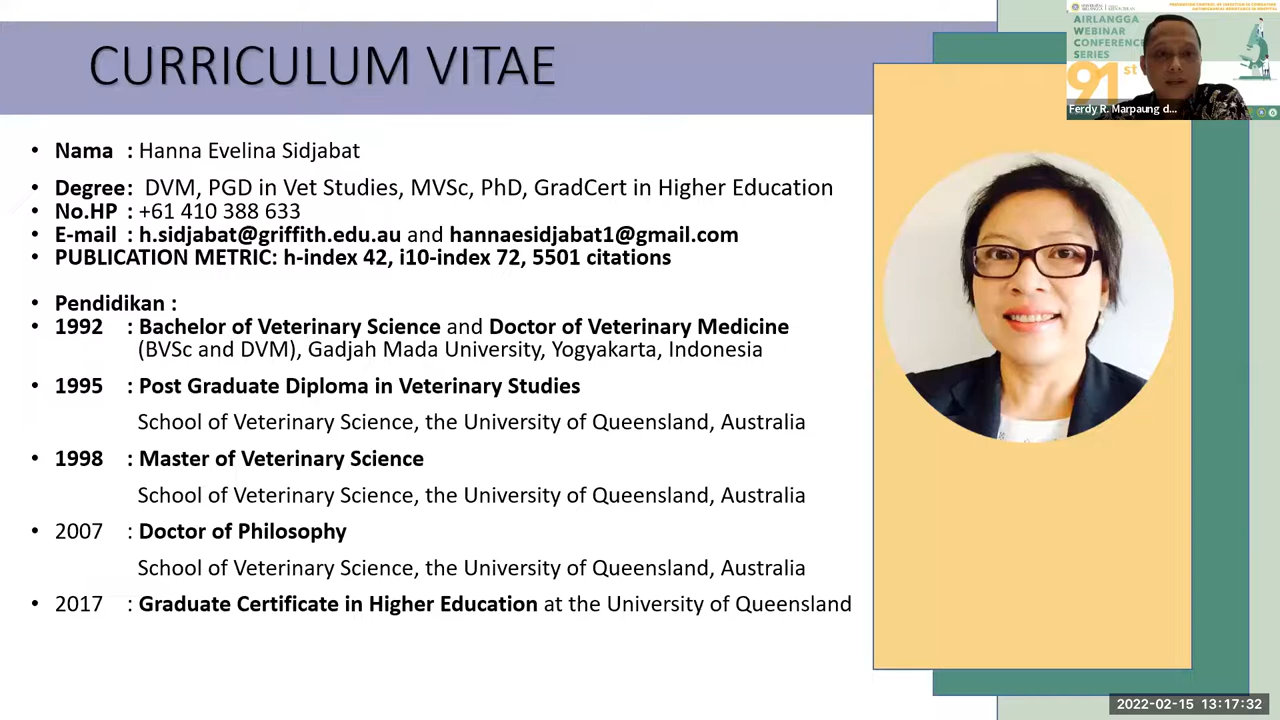 CURRICULUM VITAE
• Nama : Hanna Evelina Sidjabat
• Degree: DVM, PGD in Vet Studies, MVSc, PhD, GradCert in Higher Education
• No.HP : +61 410 388 633
• E-mail : h.sidjabat@griffith.edu.au and hannaesidjabat1@gmail.com
• PUBLICATION METRIC: h-index 42, i10-index 72, 5501 citations
• Pendidikan :
• 1992 : Bachelor of Veterinary Science and Doctor of Veterinary Medicine
(BVSc and DVM), Gadjah Mada University, Yogyakarta, Indonesia
• 1995 : Post Graduate Diploma in Veterinary Studies
School of Veterinary Science, the University of Queensland, Australia
• 1998 : Master of Veterinary Science
School of Veterinary Science, the University of Queensland, Australia
• 2007 : Doctor of Philosophy
School of Veterinary Science, the University of Queensland, Australia
• 2017 : Graduate Certificate in Higher Education at the University of Queensland
AIRLANGGA
WEBINAR
CONFERENCE
SERIES
91st
Ferdy R. Marpaung d...
2022-02-15 13:17:32